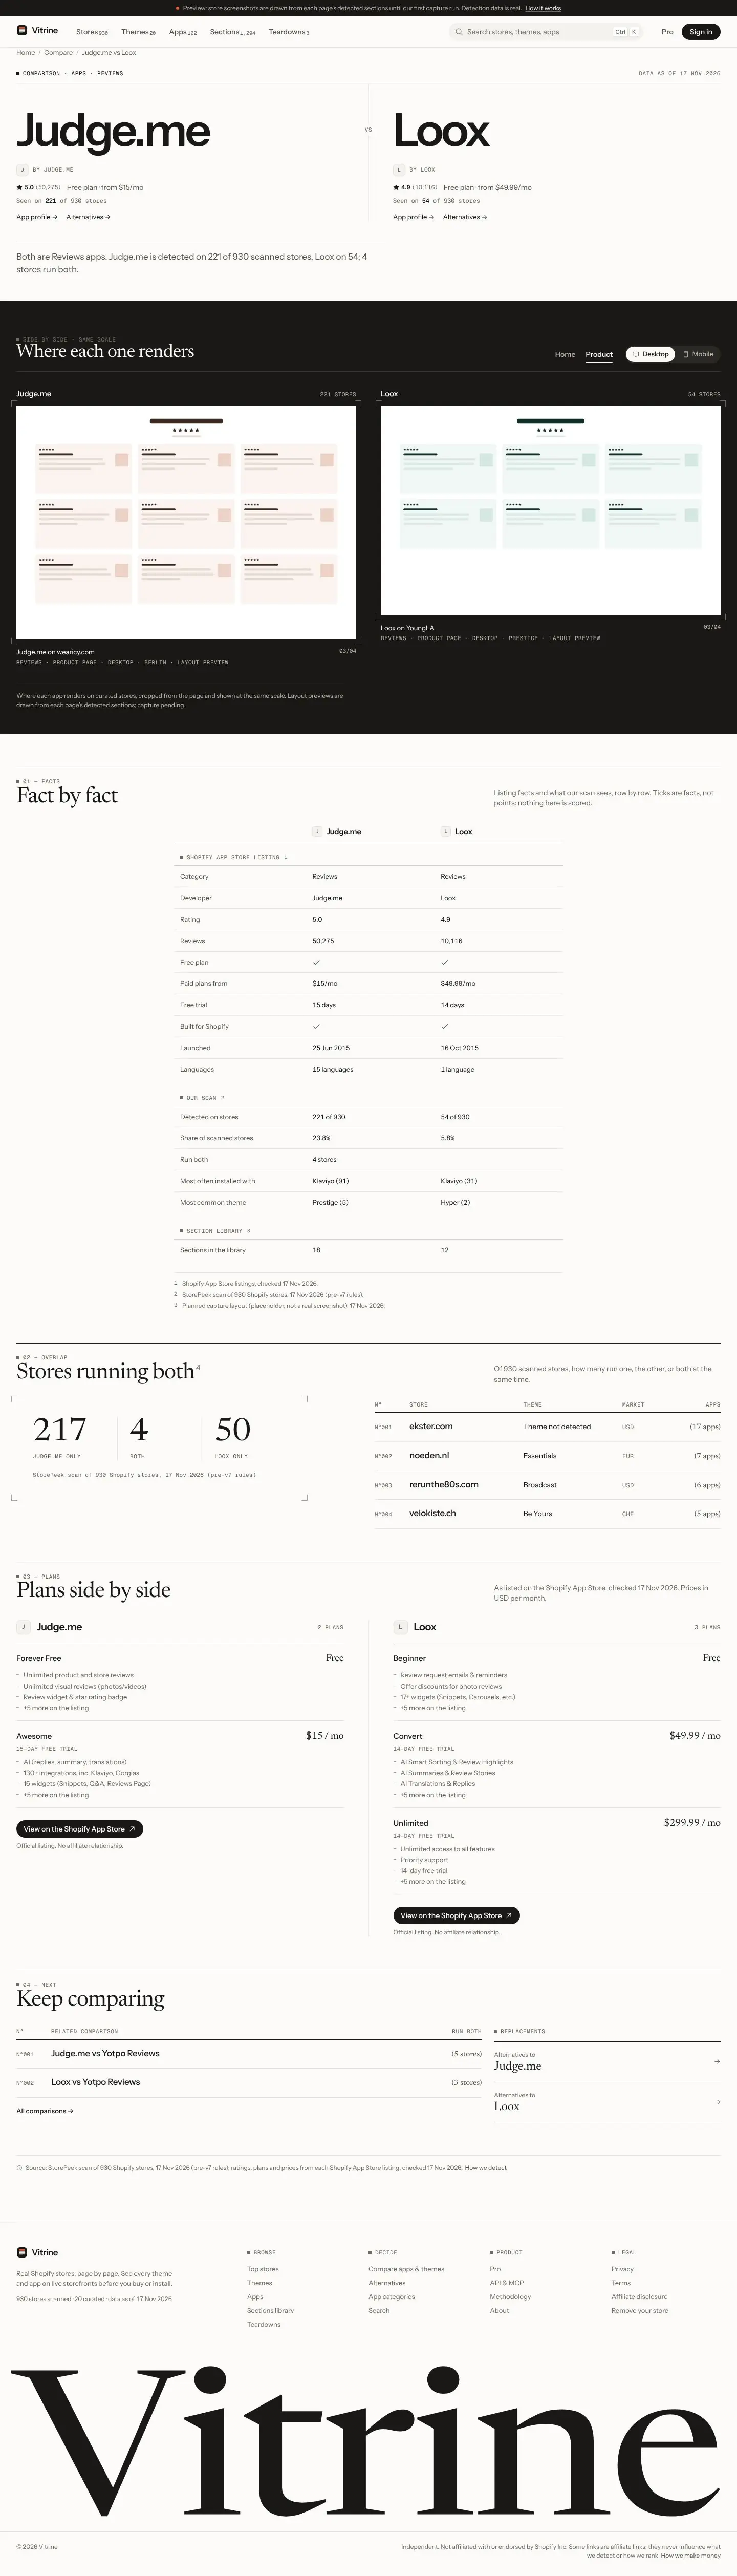 Preview: store screenshots are drawn from each page's detected sections until our first capture run. Detection data is real. How it works
Vitrine
Stores 930
Themes 20
Apps 102
Sections 1,204
Teardowns 3
Search stores, themes, apps
Ctrl K
Pro
Sign in
Home / Compare / Judge.me vs Loox
COMPARISON · APPS · REVIEWS
DATA AS OF 17 NOV 2026
Judge.me
VS
Loox
J BY JUDGE.ME
L BY LOOX
★ 5.0 (50,275) Free plan · from $15/mo
★ 4.9 (10,116) Free plan · from $49.99/mo
Seen on 221 of 930 stores
Seen on 54 of 930 stores
App profile → Alternatives →
App profile → Alternatives →
Both are Reviews apps. Judge.me is detected on 221 of 930 scanned stores, Loox on 54; 4
stores run both.
SIDE BY SIDE · SAME SCALE
Where each one renders
Home
Product
Desktop
Mobile
Judge.me
221 STORES
Loox
54 STORES
Judge.me on wearicy.com
03/04
REVIEWS · PRODUCT PAGE · DESKTOP · BERLIN · LAYOUT PREVIEW
Loox on YoungLA
03/04
REVIEWS · PRODUCT PAGE · DESKTOP · PRESTIGE · LAYOUT PREVIEW
Where each app renders on curated stores, cropped from the page and shown at the same scale. Layout previews are
drawn from each page's detected sections; capture pending.
01 — FACTS
Fact by fact
Listing facts and what our scan sees, row by row. Ticks are facts, not
points: nothing here is scored.
J Judge.me
L Loox
SHOPIFY APP STORE LISTING 1
Category Reviews Reviews
Developer Judge.me Loox
Rating 5.0 4.9
Reviews 50,275 10,116
Free plan ✓ ✓
Paid plans from $15/mo $49.99/mo
Free trial 15 days 14 days
Built for Shopify ✓ ✓
Launched 25 Jun 2015 16 Oct 2015
Languages 15 languages 1 language
OUR SCAN 2
Detected on stores 221 of 930 54 of 930
Share of scanned stores 23.8% 5.8%
Run both 4 stores
Most often installed with Klaviyo (91) Klaviyo (31)
Most common theme Prestige (5) Hyper (2)
SECTION LIBRARY 3
Sections in the library 18 12
1 Shopify App Store listings, checked 17 Nov 2026.
2 StorePeek scan of 930 Shopify stores, 17 Nov 2026 (pre-v7 rules).
3 Planned capture layout (placeholder, not a real screenshot), 17 Nov 2026.
02 — OVERLAP
Stores running both 4
Of 930 scanned stores, how many run one, the other, or both at the
same time.
217
JUDGE.ME ONLY
4
BOTH
50
LOOX ONLY
StorePeek scan of 930 Shopify stores, 17 Nov 2026 (pre-v7 rules)
N° STORE THEME MARKET APPS
N°001 ekster.com Theme not detected USD (17 apps)
N°002 noeden.nl Essentials EUR (7 apps)
N°003 rerunthe80s.com Broadcast USD (6 apps)
N°004 velokiste.ch Be Yours CHF (5 apps)
03 — PLANS
Plans side by side
As listed on the Shopify App Store, checked 17 Nov 2026. Prices in
USD per month.
J Judge.me
2 PLANS
Forever Free
Free
– Unlimited product and store reviews
– Unlimited visual reviews (photos/videos)
– Review widget & star rating badge
– +5 more on the listing
Awesome
$15 / mo
15-DAY FREE TRIAL
– AI (replies, summary, translations)
– 130+ integrations, inc. Klaviyo, Gorgias
– 16 widgets (Snippets, Q&A, Reviews Page)
– +5 more on the listing
View on the Shopify App Store ↗
Official listing. No affiliate relationship.
L Loox
3 PLANS
Beginner
Free
– Review request emails & reminders
– Offer discounts for photo reviews
– 17+ widgets (Snippets, Carousels, etc.)
– +5 more on the listing
Convert
$49.99 / mo
14-DAY FREE TRIAL
– AI Smart Sorting & Review Highlights
– AI Summaries & Review Stories
– AI Translations & Replies
– +5 more on the listing
Unlimited
$299.99 / mo
14-DAY FREE TRIAL
– Unlimited access to all features
– Priority support
– 14-day free trial
– +5 more on the listing
View on the Shopify App Store ↗
Official listing. No affiliate relationship.
04 — NEXT
Keep comparing
N° RELATED COMPARISON RUN BOTH
N°001 Judge.me vs Yotpo Reviews (5 stores)
N°002 Loox vs Yotpo Reviews (3 stores)
All comparisons →
REPLACEMENTS
Alternatives to
Judge.me →
Alternatives to
Loox →
Source: StorePeek scan of 930 Shopify stores, 17 Nov 2026 (pre-v7 rules); ratings, plans and prices from each Shopify App Store listing, checked 17 Nov 2026. How we detect
Vitrine
Real Shopify stores, page by page. See every theme
and app on live storefronts before you buy or install.
930 stores scanned · 20 curated · data as of 17 Nov 2026
BROWSE
Top stores
Themes
Apps
Sections library
Teardowns
DECIDE
Compare apps & themes
Alternatives
App categories
Search
PRODUCT
Pro
API & MCP
Methodology
About
LEGAL
Privacy
Terms
Affiliate disclosure
Remove your store
Vitrine
© 2026 Vitrine
Independent. Not affiliated with or endorsed by Shopify Inc. Some links are affiliate links; they never influence what
we detect or how we rank. How we make money